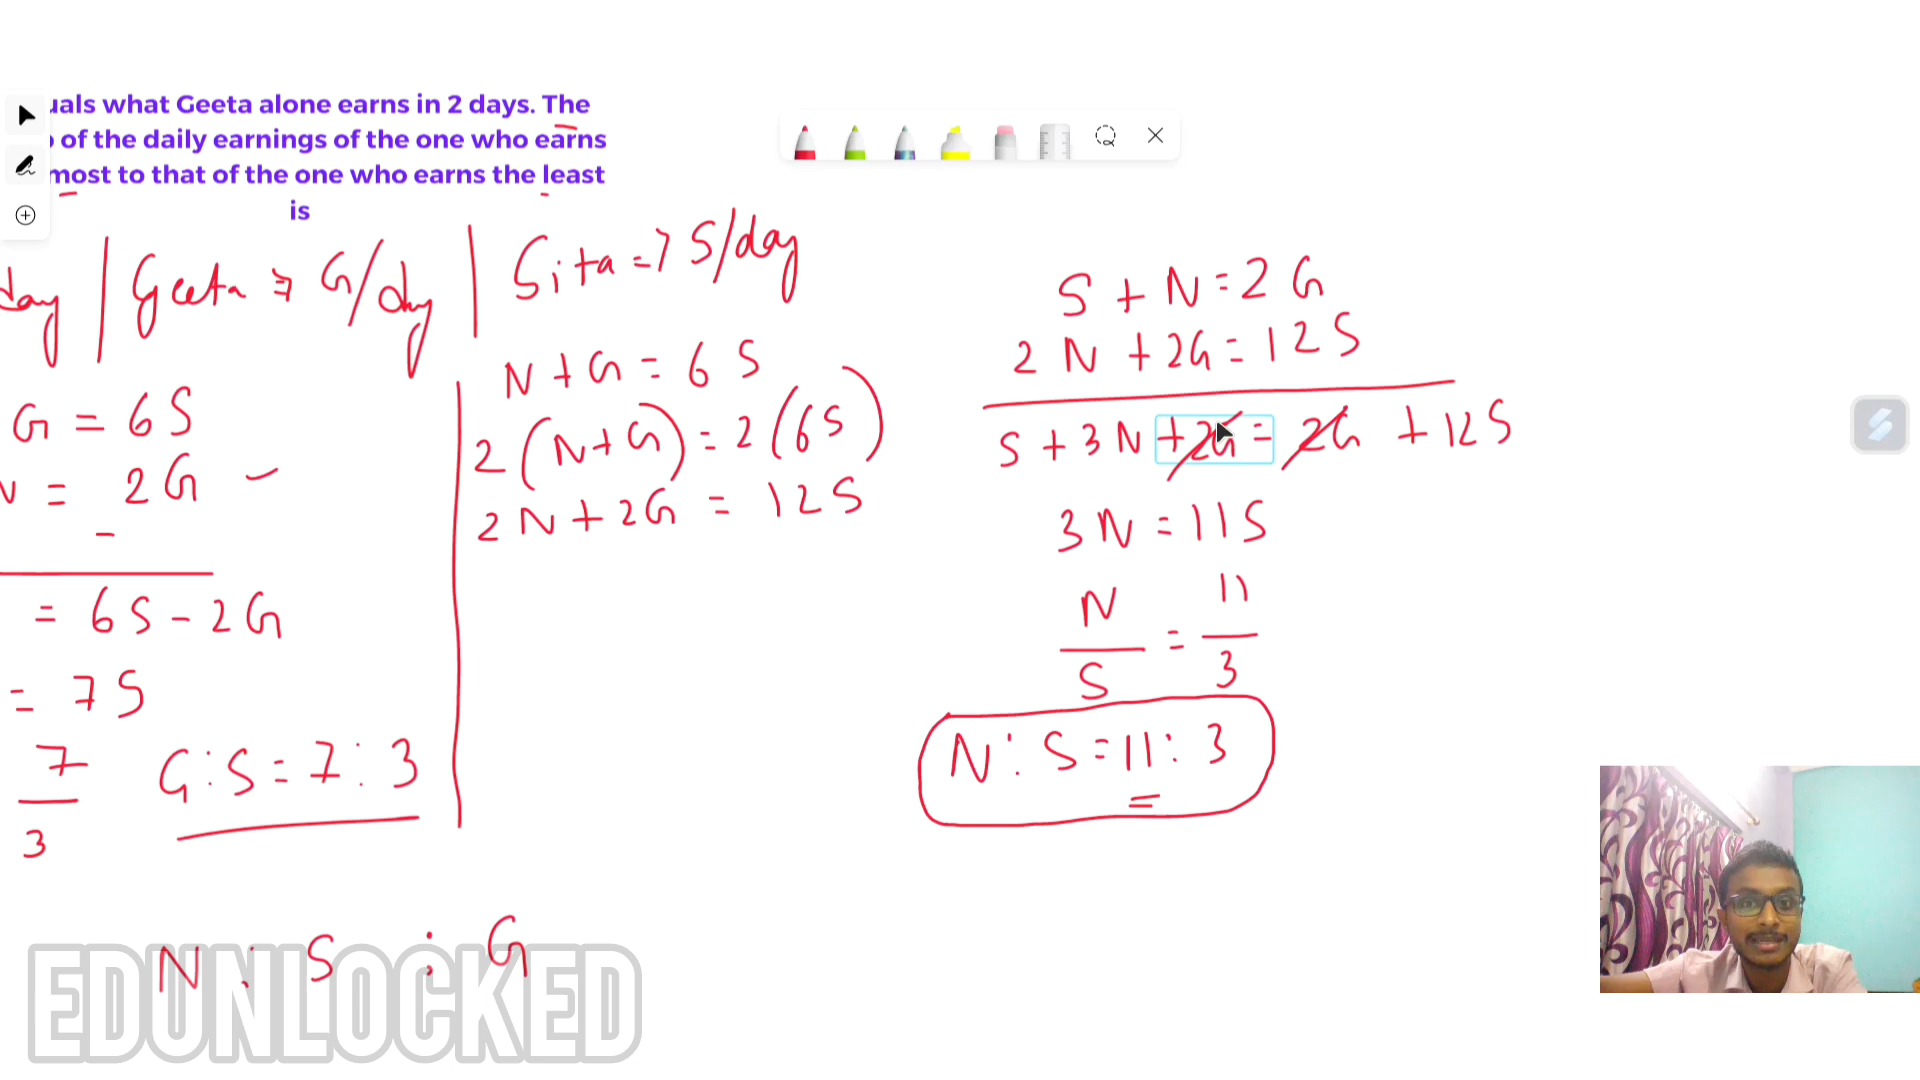 uals what Geeta alone earns in 2 days. The
of the daily earnings of the one who earns
most to that of the one who earns the least
is
day | Geeta => G/day | Sita => S/day
G = 6S
= 2G -
-
= 6S - 2G
= 7S
7
3
G : S = 7 : 3
N + G = 6S
2(N+G) = 2(6S)
2N + 2G = 12S
S + N = 2G
2N + 2G = 12S
S + 3N + 2G = 2G + 12S
3N = 11S
N/S = 11/3
N : S = 11 : 3
N : S : G
EDUNLOCKED